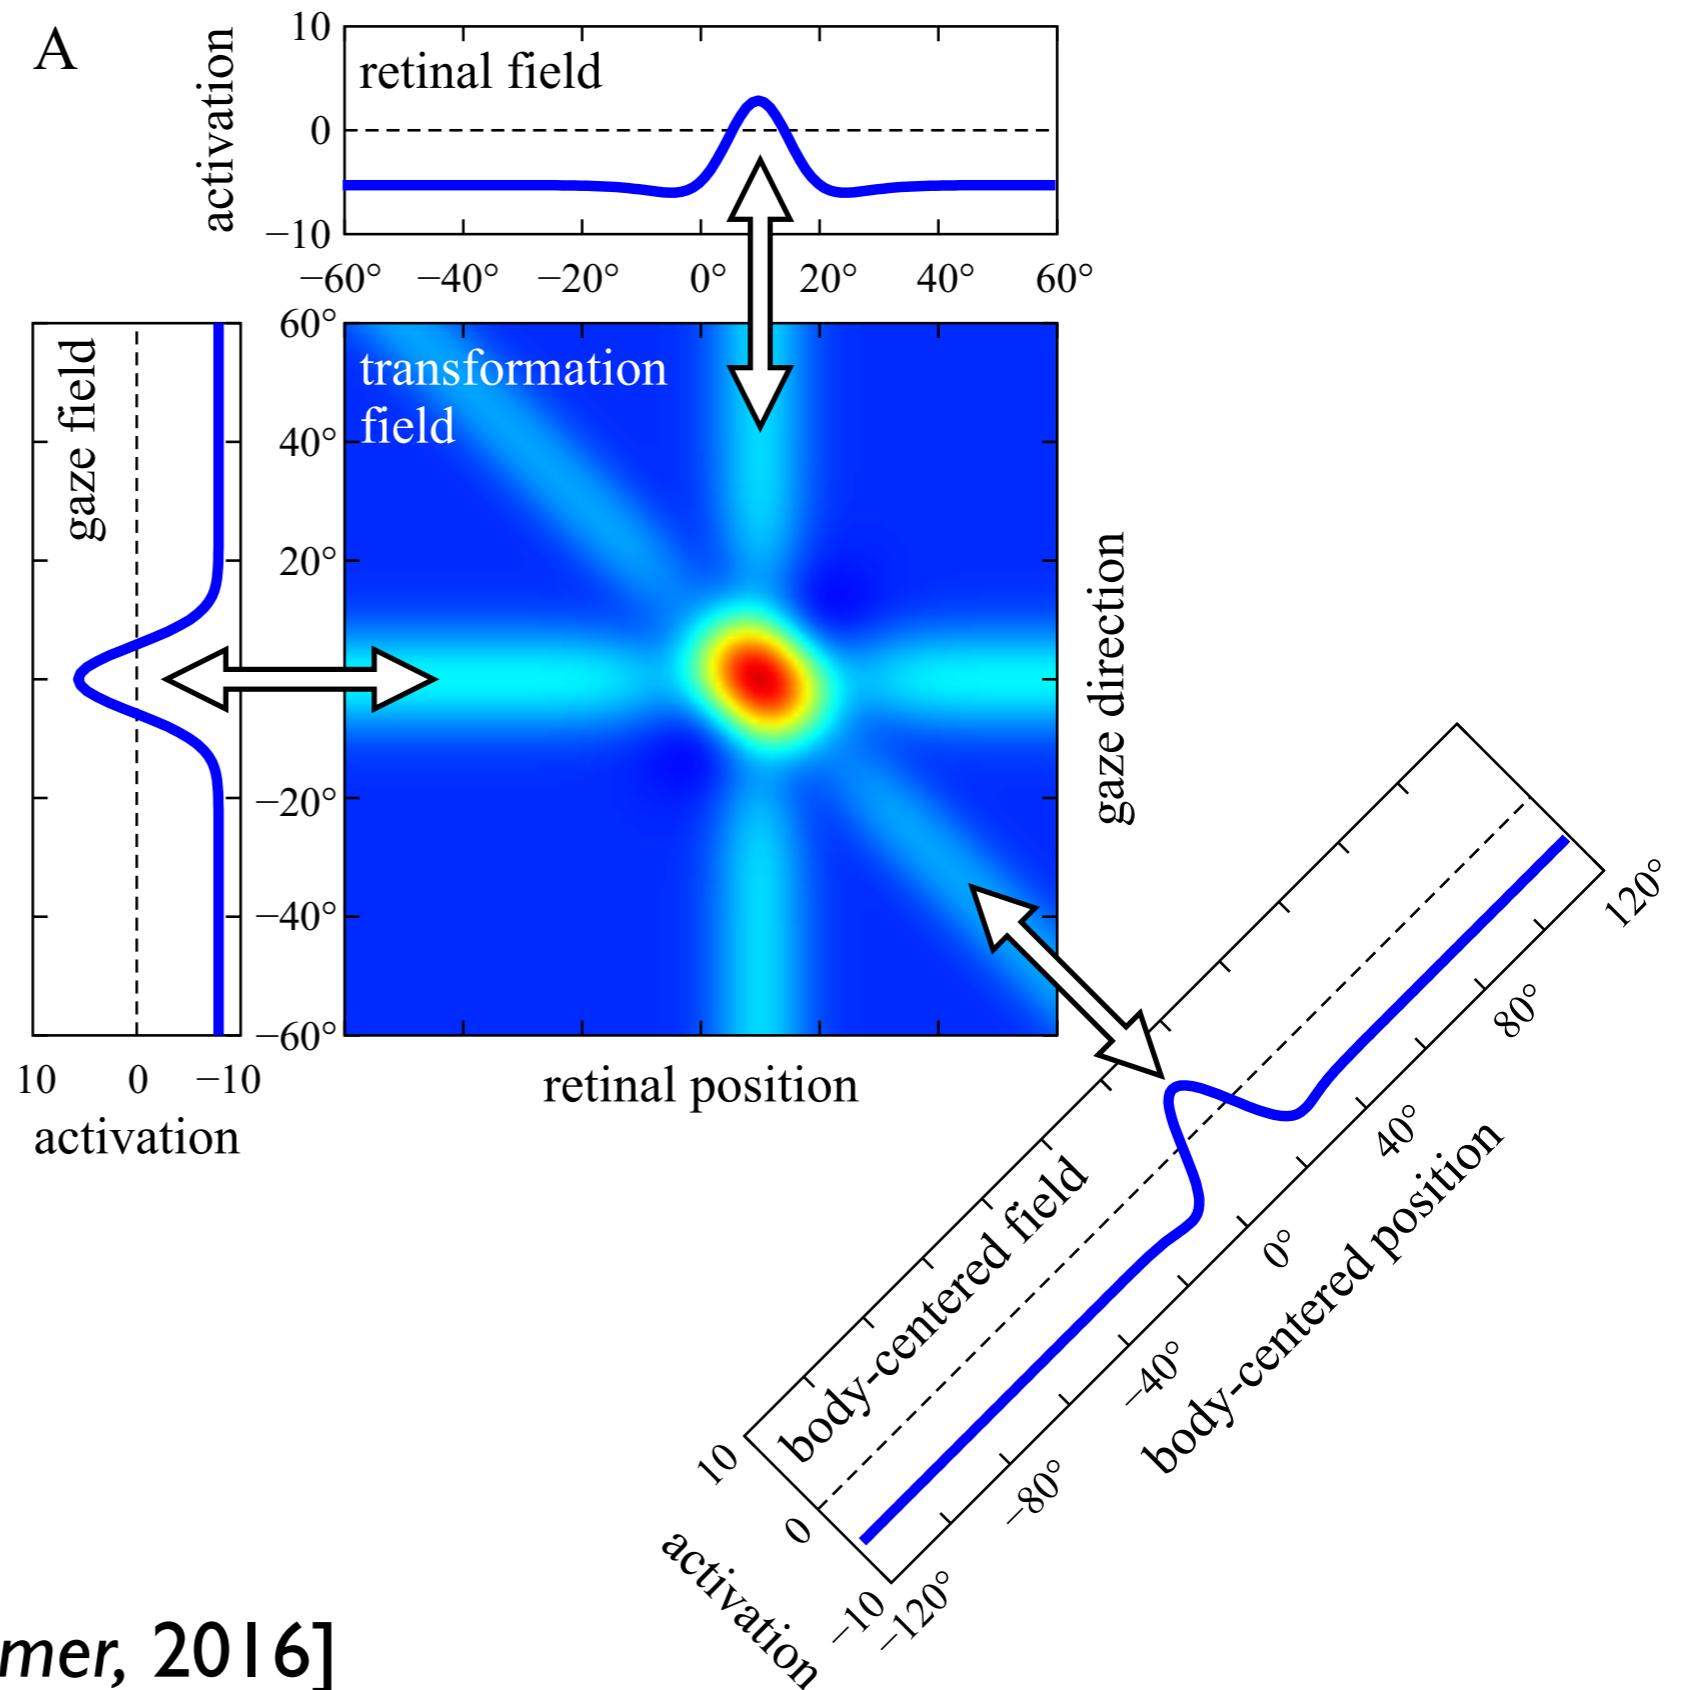 A
10
0
−10
activation
retinal field
−60° −40° −20° 0° 20° 40° 60°
gaze field
10 0 −10
activation
60°
40°
20°
−20°
−40°
−60°
transformation
field
gaze direction
retinal position
body-centered field
10
0
−10
activation
−120°
−80°
−40°
0°
40°
80°
120°
body-centered position
mer, 2016]